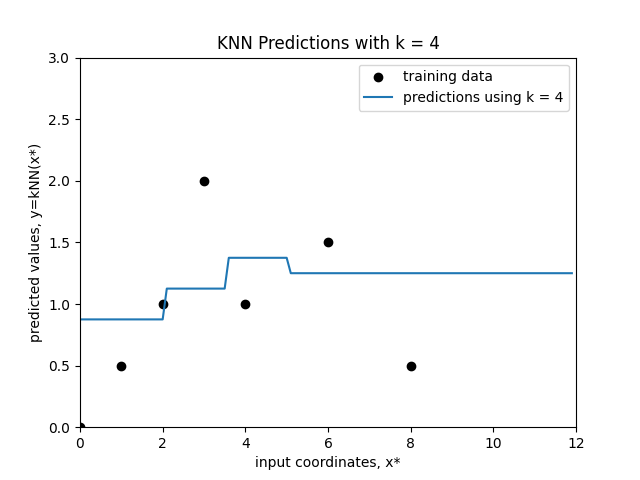 KNN Predictions with k = 4
training data
predictions using k = 4
predicted values, y=kNN(x*)
3.0
2.5
2.0
1.5
1.0
0.5
0.0
0 2 4 6 8 10 12
input coordinates, x*